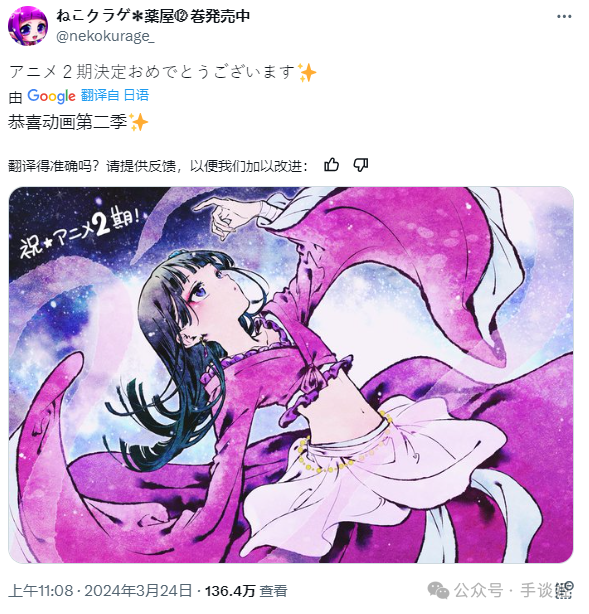 ねこクラゲ✻薬屋⑫巻発売中
@nekokurage_
アニメ２期決定おめでとうございます✨
由 Google 翻译自 日语
恭喜动画第二季✨
翻译得准确吗？请提供反馈，以便我们加以改进：
祝★アニメ2期!
上午11:08 · 2024年3月24日 · 136.4万 查看
公众号 · 手谈